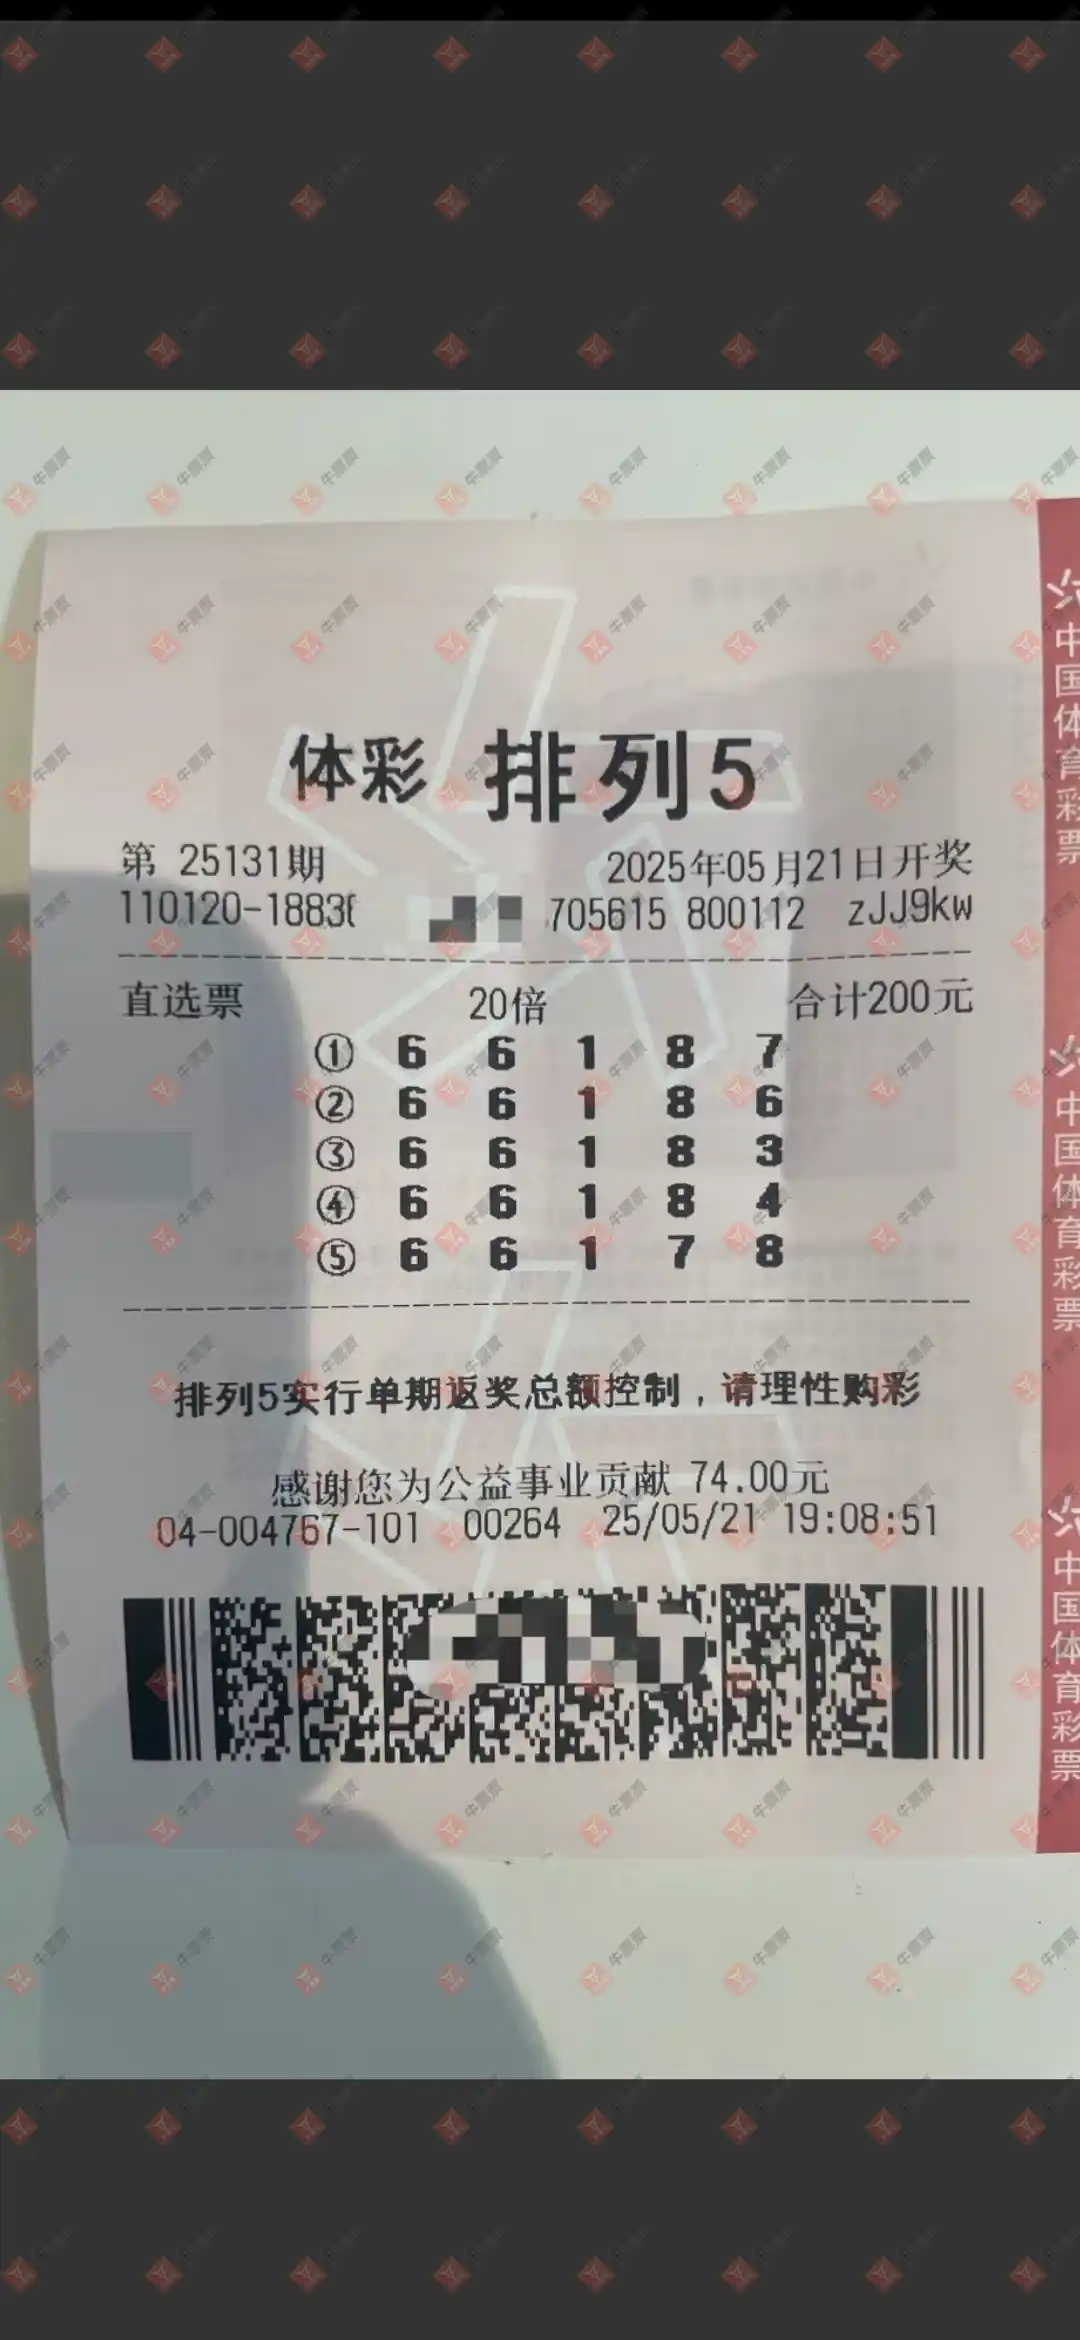 体彩 排列5
第 25131期 2025年05月21日开奖
110120-1883 705615 800112 zJJ9kw
直选票 20倍 合计200元
① 6 6 1 8 7
② 6 6 1 8 6
③ 6 6 1 8 3
④ 6 6 1 8 4
⑤ 6 6 1 7 8
排列5实行单期返奖总额控制，请理性购彩
感谢您为公益事业贡献 74.00元
04-004767-101 00264 25/05/21 19:08:51
中国体育彩票
中国体育彩票
中国体育彩票
牛票票